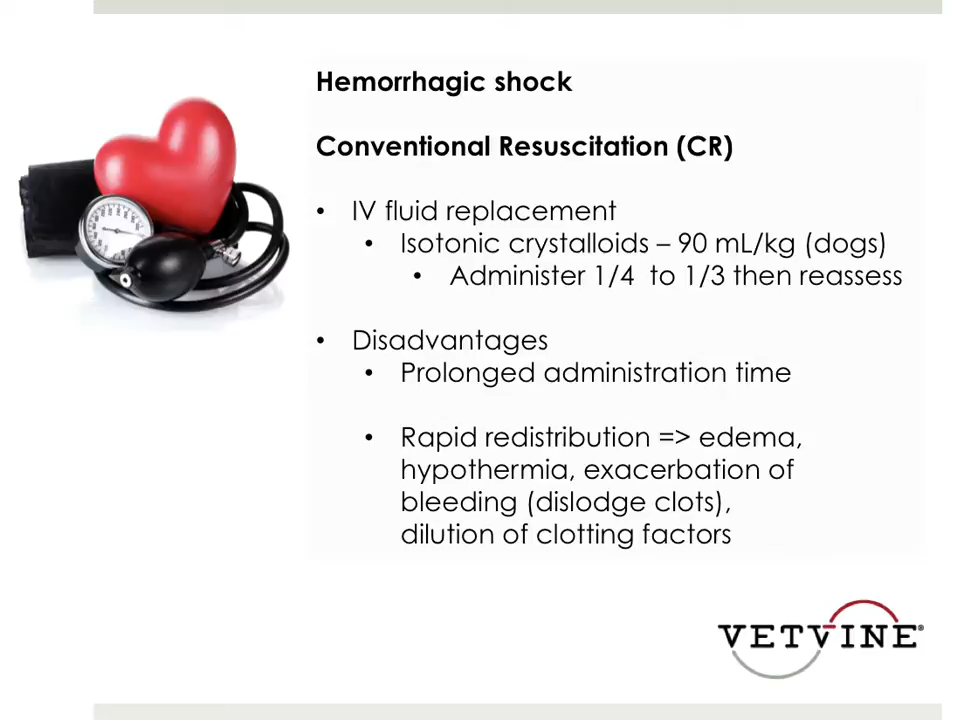 Hemorrhagic shock
Conventional Resuscitation (CR)
• IV fluid replacement
• Isotonic crystalloids – 90 mL/kg (dogs)
• Administer 1/4 to 1/3 then reassess
• Disadvantages
• Prolonged administration time
• Rapid redistribution => edema,
hypothermia, exacerbation of
bleeding (dislodge clots),
dilution of clotting factors
VETVINE®